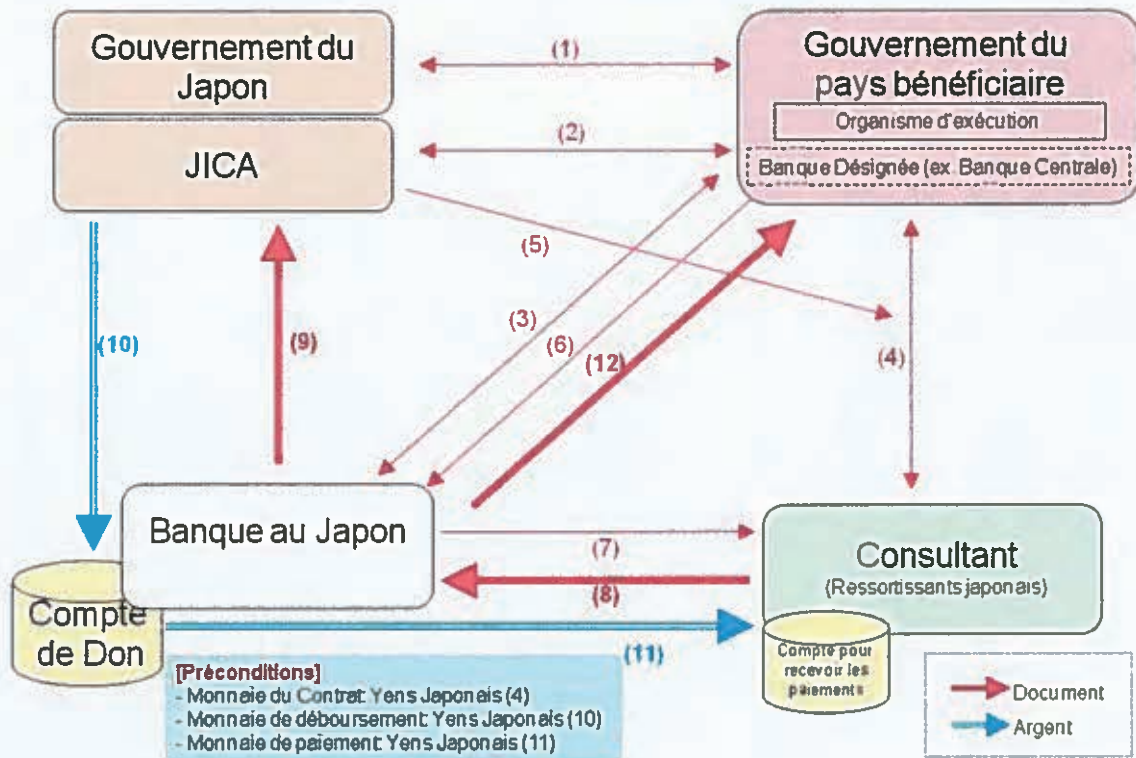 Gouvernement du
Japon
JICA
(1)
(2)
Gouvernement du
pays bénéficiaire
Organisme d'exécution
Banque Désignée (ex. Banque Centrale)
(5)
(3)
(6)
(12)
(4)
(10)
(9)
Banque au Japon
(7)
(8)
Consultant
(Ressortissants japonais)
Compte
de Don
(11)
Compte pour
recevoir les
paiements
[Préconditions]
- Monnaie du Contrat: Yens Japonais (4)
- Monnaie de déboursement: Yens Japonais (10)
- Monnaie de paiement: Yens Japonais (11)
Document
Argent